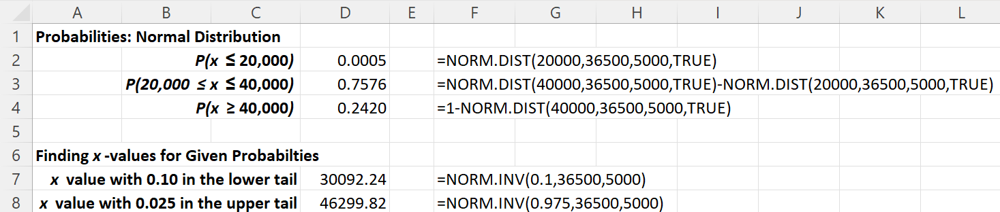 A B C D E F G H I J K L
1 Probabilities: Normal Distribution
2 P(x ≤ 20,000) 0.0005 =NORM.DIST(20000,36500,5000,TRUE)
3 P(20,000 ≤ x ≤ 40,000) 0.7576 =NORM.DIST(40000,36500,5000,TRUE)-NORM.DIST(20000,36500,5000,TRUE)
4 P(x ≥ 40,000) 0.2420 =1-NORM.DIST(40000,36500,5000,TRUE)
5
6 Finding x -values for Given Probabilties
7 x value with 0.10 in the lower tail 30092.24 =NORM.INV(0.1,36500,5000)
8 x value with 0.025 in the upper tail 46299.82 =NORM.INV(0.975,36500,5000)